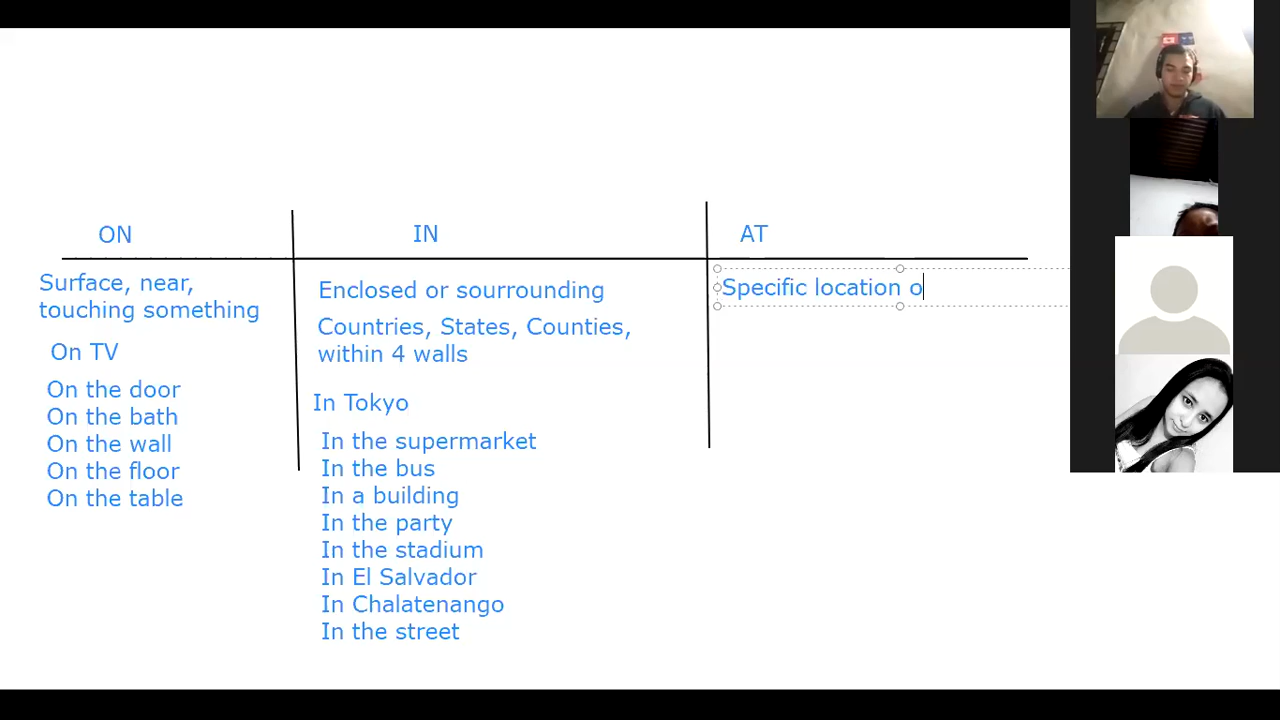 ON
IN
AT
Surface, near,
touching something
On TV
On the door
On the bath
On the wall
On the floor
On the table
Enclosed or sourrounding
Countries, States, Counties,
within 4 walls
In Tokyo
In the supermarket
In the bus
In a building
In the party
In the stadium
In El Salvador
In Chalatenango
In the street
Specific location o